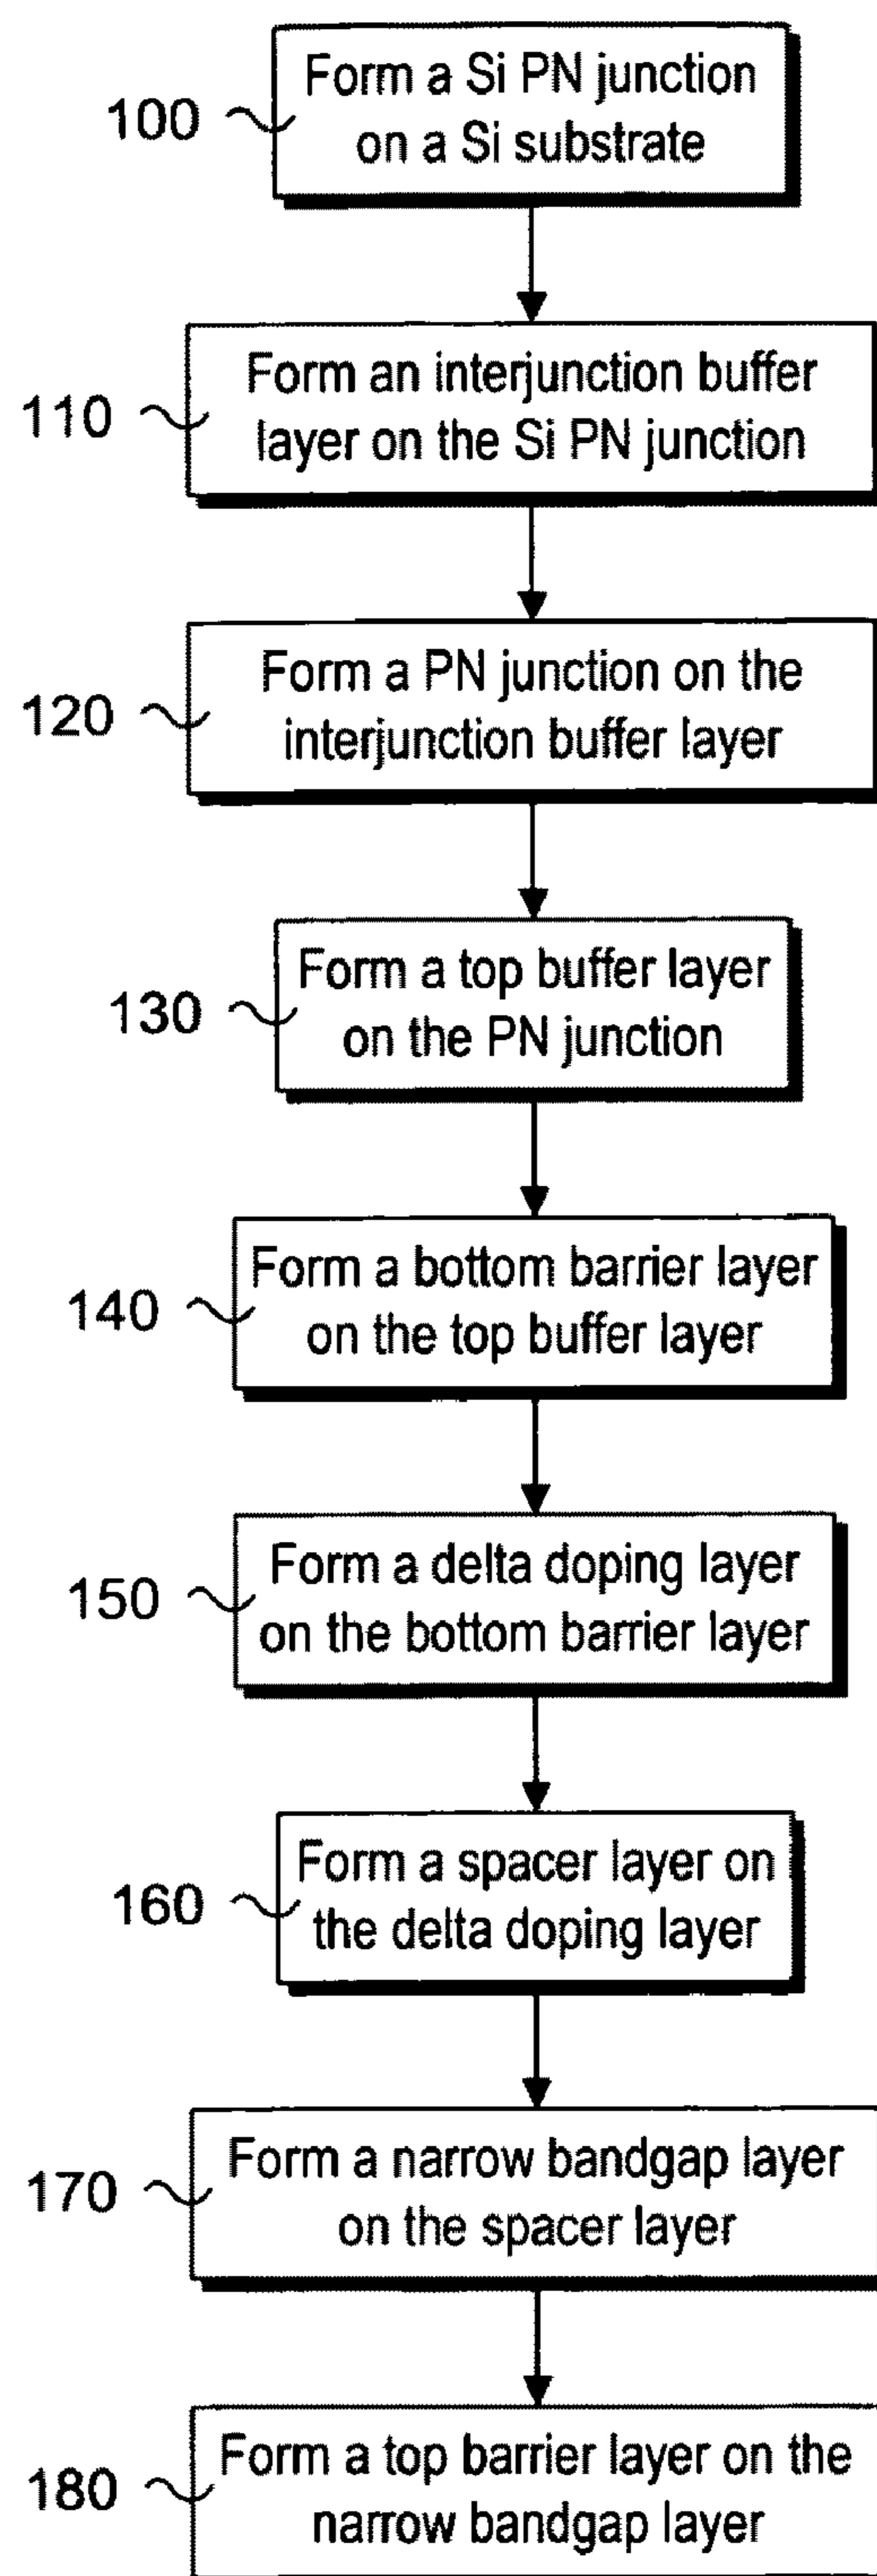 100
Form a Si PN junction
on a Si substrate
110
Form an interjunction buffer
layer on the Si PN junction
120
Form a PN junction on the
interjunction buffer layer
130
Form a top buffer layer
on the PN junction
140
Form a bottom barrier layer
on the top buffer layer
150
Form a delta doping layer
on the bottom barrier layer
160
Form a spacer layer on
the delta doping layer
170
Form a narrow bandgap layer
on the spacer layer
180
Form a top barrier layer on the
narrow bandgap layer